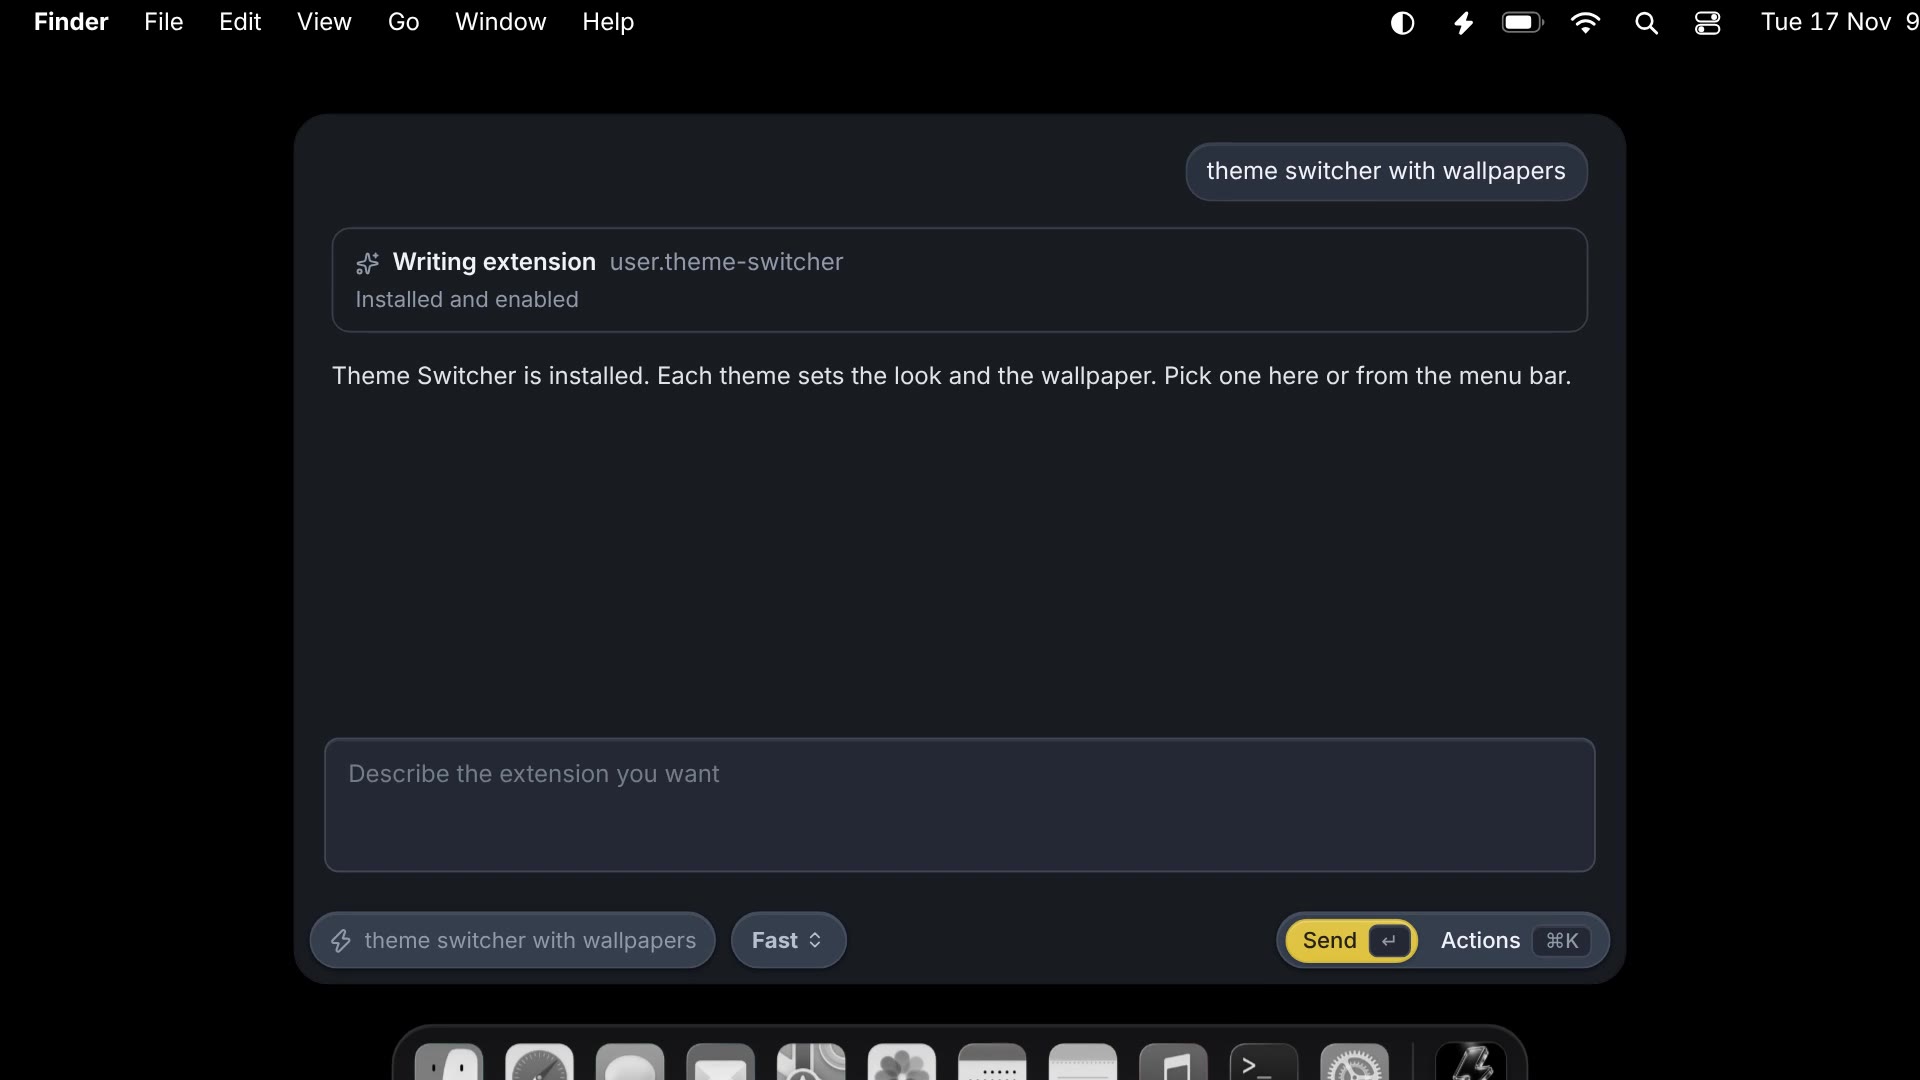 Finder File Edit View Go Window Help Tue 17 Nov 9
theme switcher with wallpapers
Writing extension user.theme-switcher
Installed and enabled
Theme Switcher is installed. Each theme sets the look and the wallpaper. Pick one here or from the menu bar.
Describe the extension you want
theme switcher with wallpapers Fast Send ↵ Actions ⌘K
>_